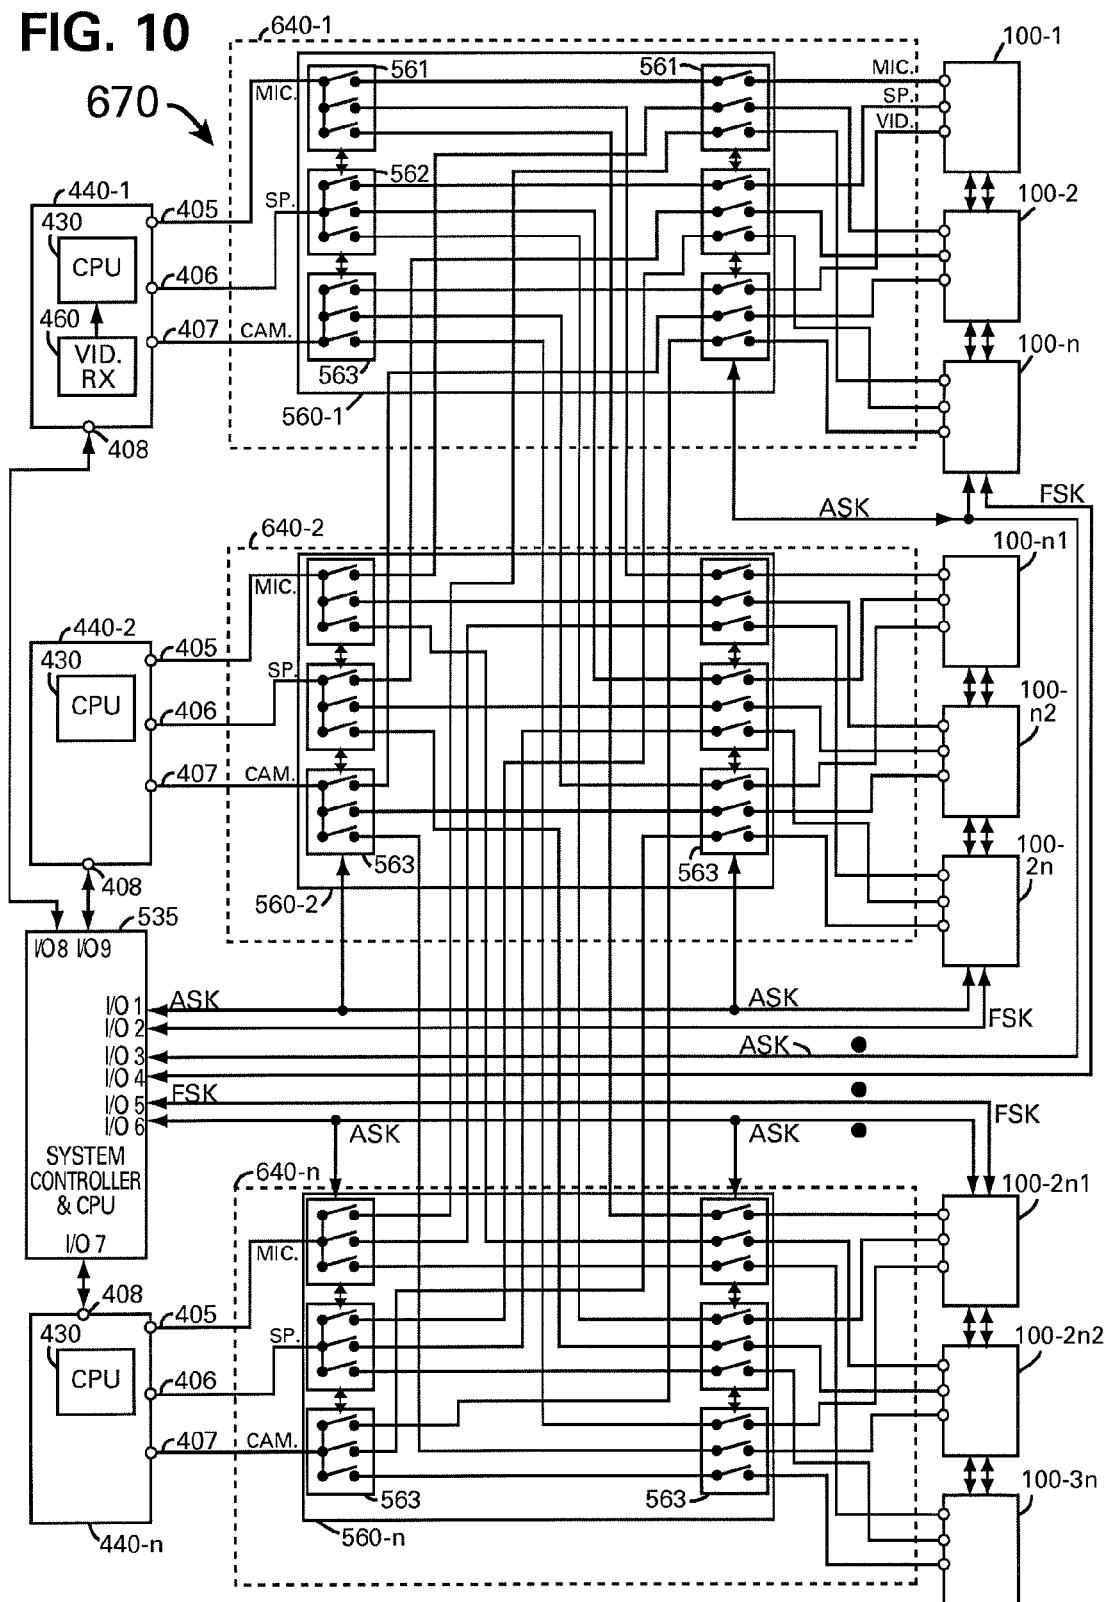 FIG. 10
640-1
100-1
561
561
MIC.
MIC.
SP.
VID.
670
562
440-1
405
SP.
100-2
430
CPU
406
460
407
CAM.
VID.
RX
563
100-n
560-1
408
FSK
ASK
640-2
100-n1
MIC.
440-2
405
430
SP.
CPU
406
100-
n2
407
CAM.
408
563
563
100-
2n
560-2
535
I/O8 I/O9
I/O 1
ASK
ASK
I/O 2
FSK
I/O 3
ASK
I/O 4
I/O 5
FSK
FSK
I/O 6
ASK
ASK
SYSTEM
CONTROLLER
& CPU
640-n
100-2n1
I/O 7
MIC.
408
405
430
SP.
100-2n2
CPU
406
407
CAM.
563
563
100-3n
560-n
440-n